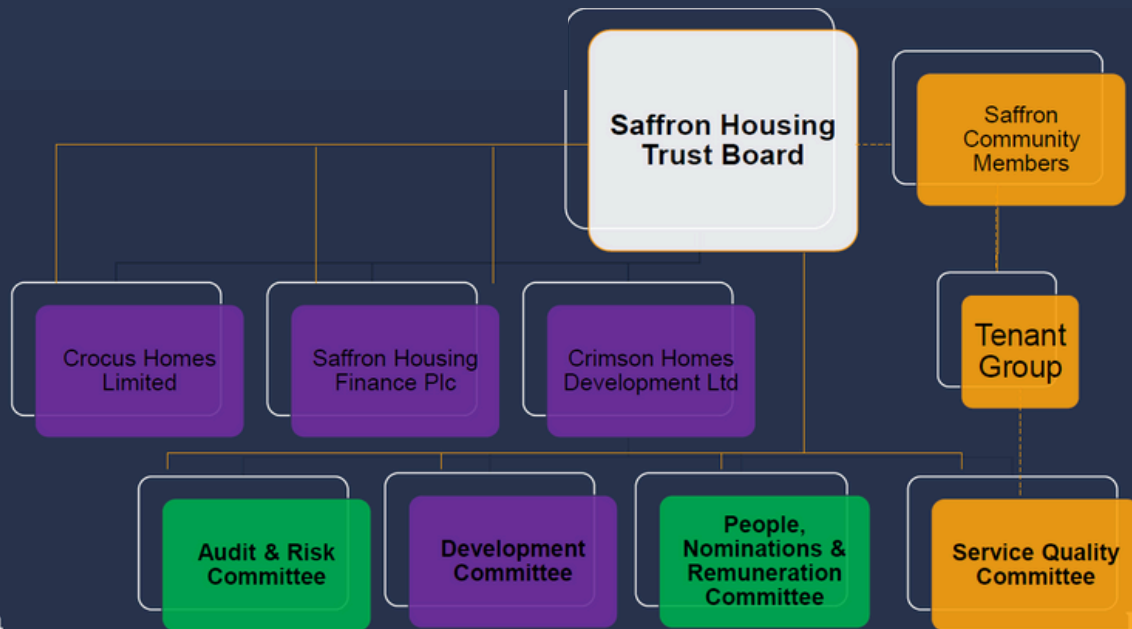 Saffron Housing
Trust Board
Saffron
Community
Members
Crocus Homes
Limited
Saffron Housing
Finance Plc
Crimson Homes
Development Ltd
Tenant
Group
Audit & Risk
Committee
Development
Committee
People,
Nominations &
Remuneration
Committee
Service Quality
Committee